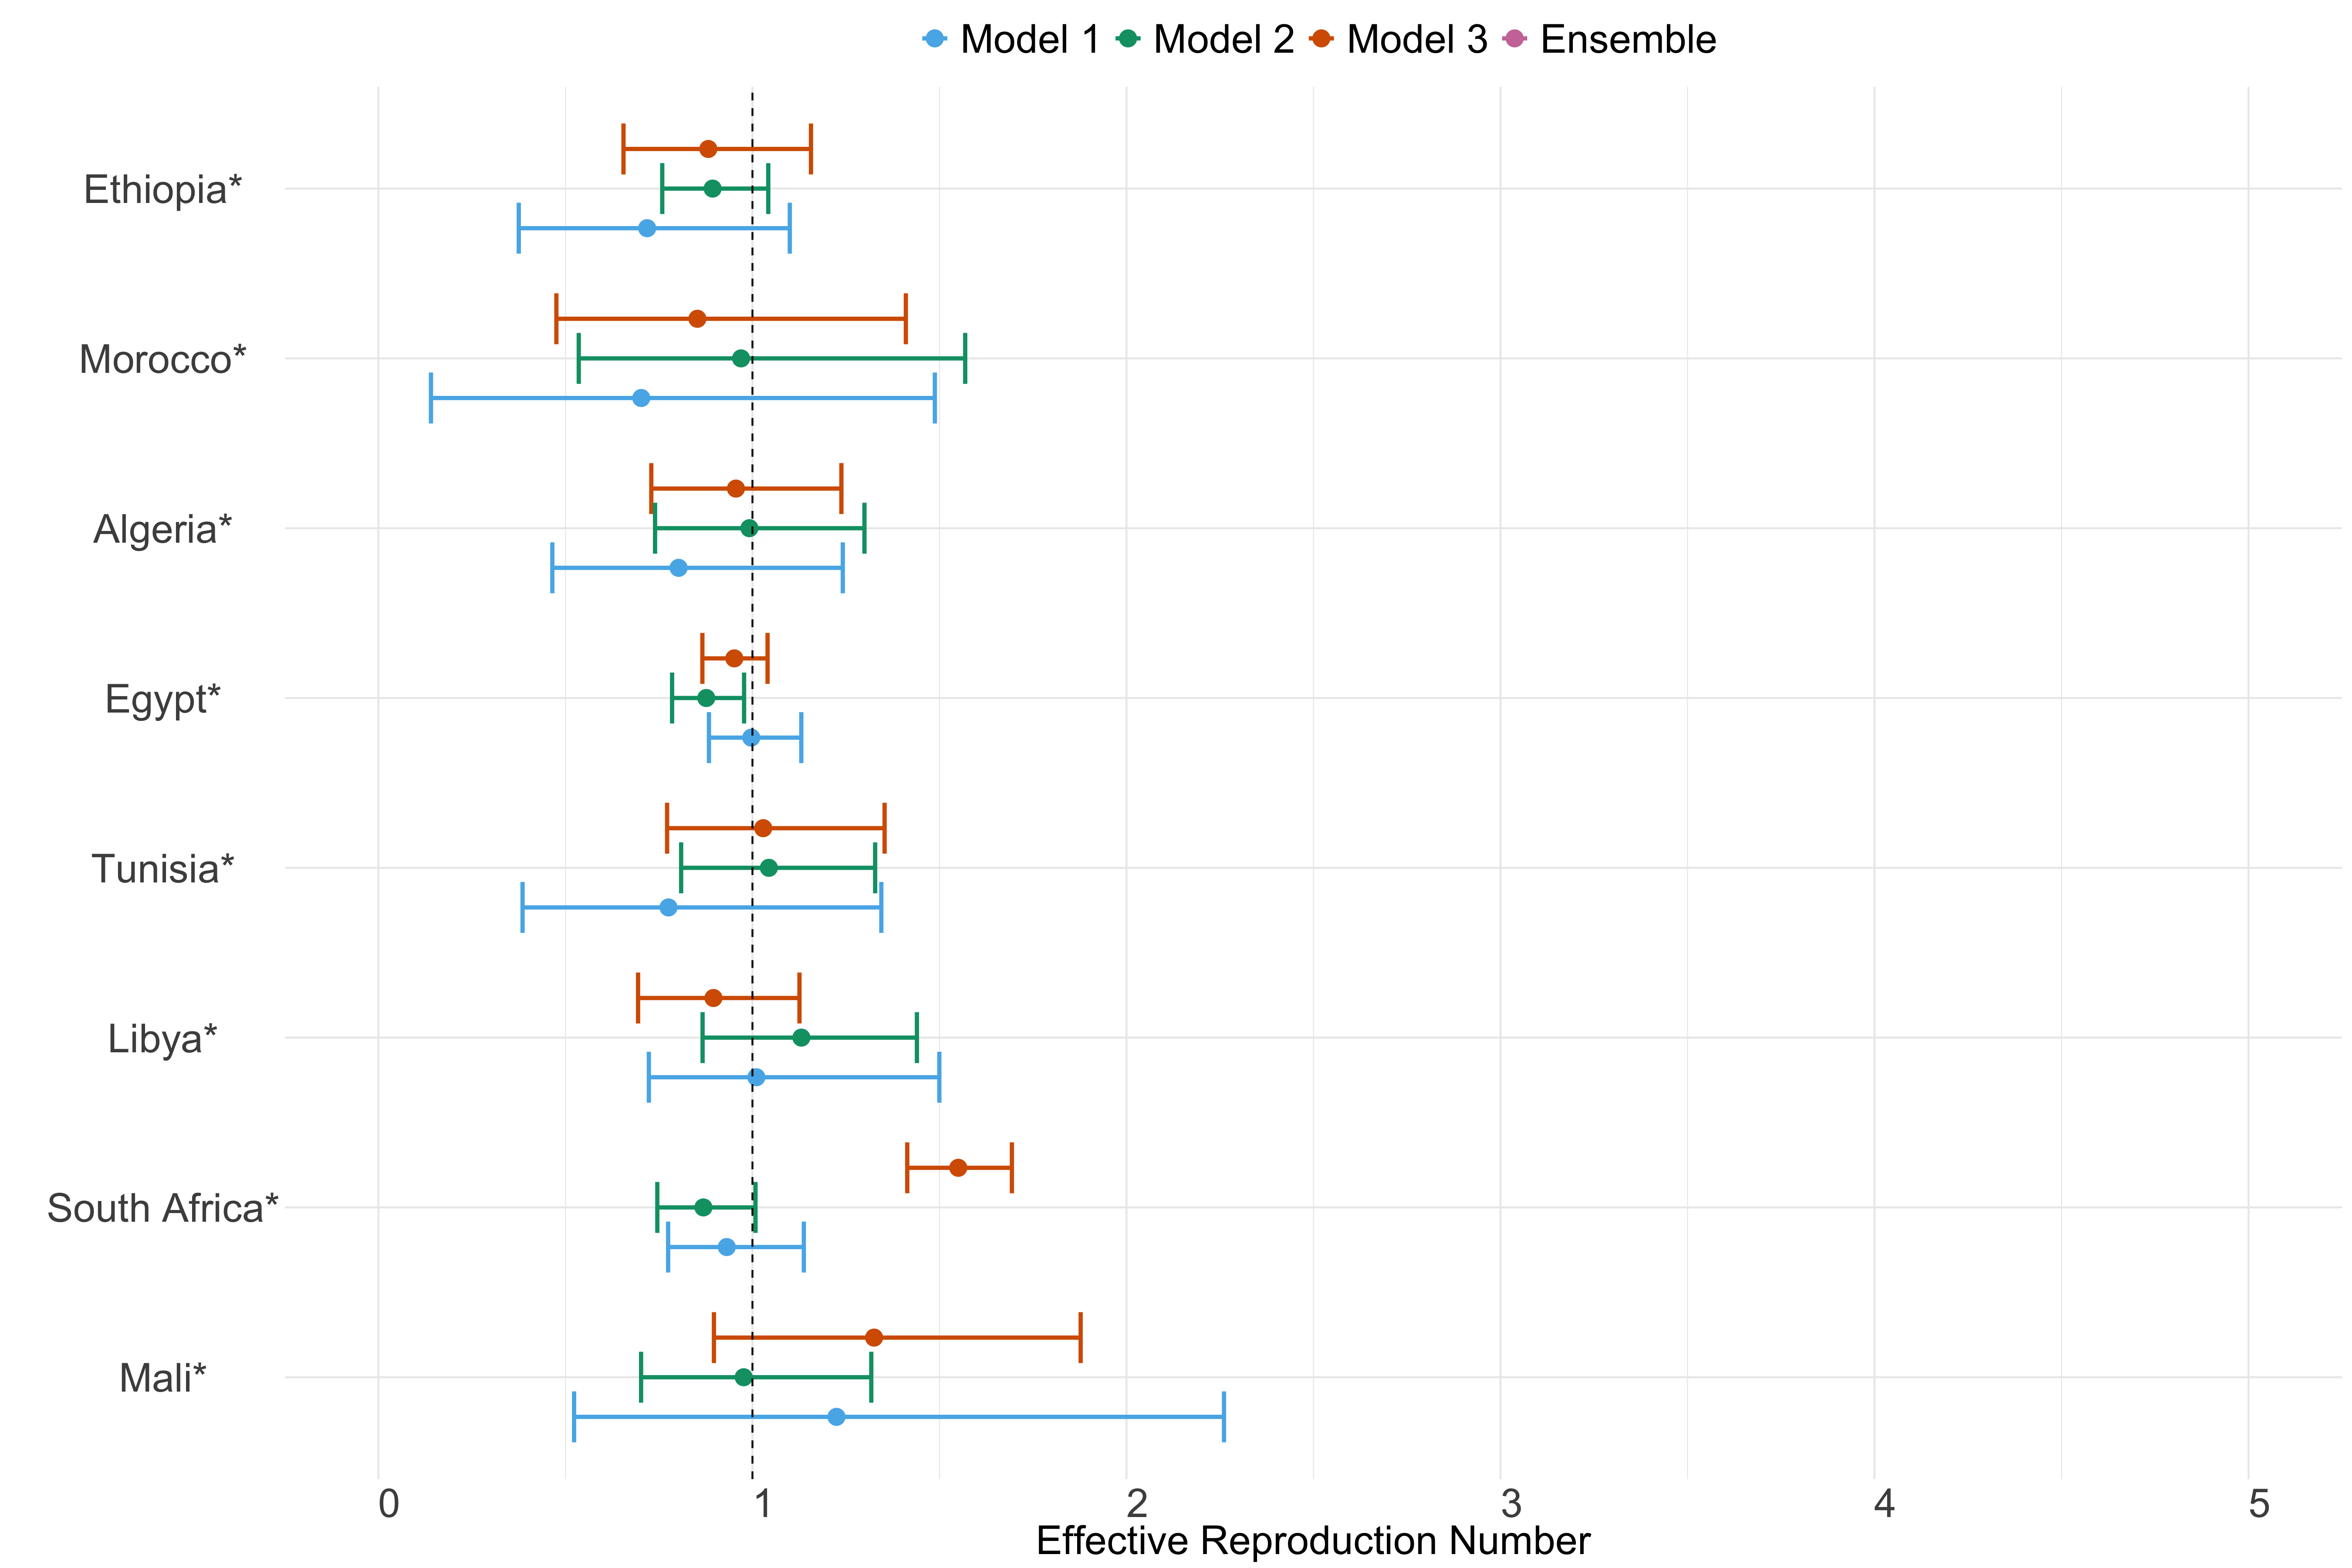 Model 1 Model 2 Model 3 Ensemble
Ethiopia*
Morocco*
Algeria*
Egypt*
Tunisia*
Libya*
South Africa*
Mali*
0 1 2 3 4 5
Effective Reproduction Number